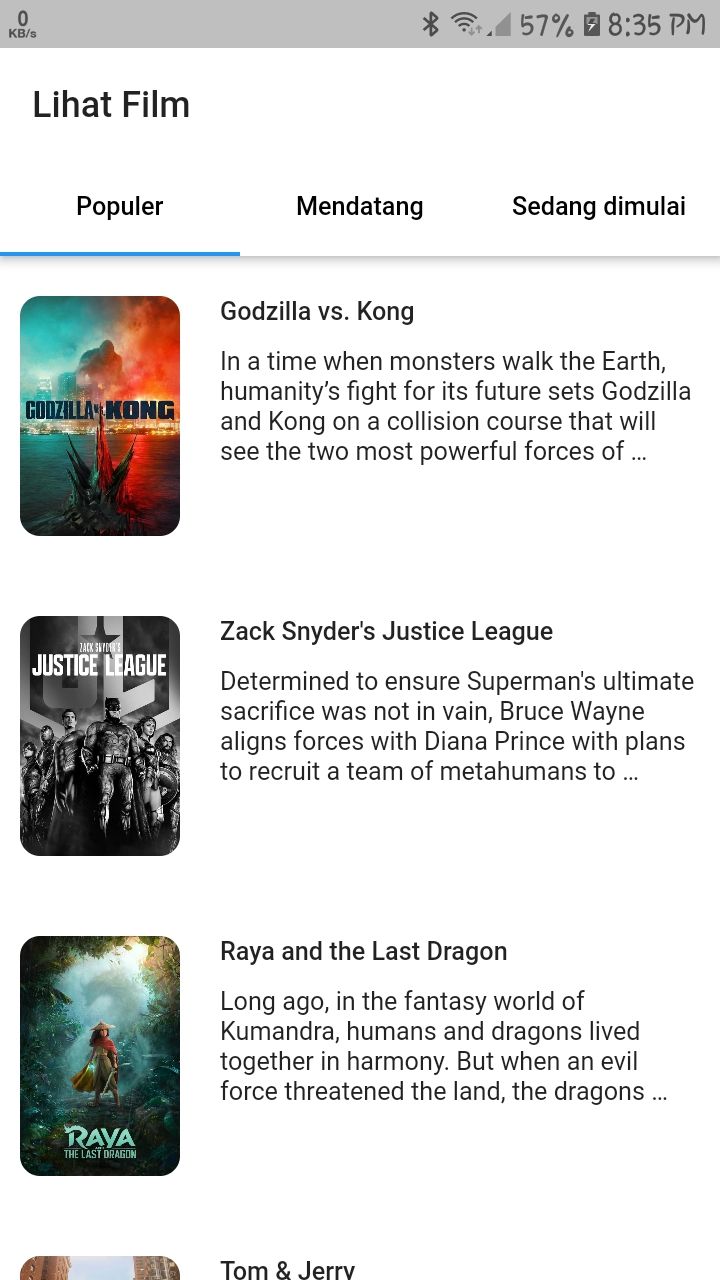 0
KB/s
57%
8:35 PM
Lihat Film
Populer
Mendatang
Sedang dimulai
GODZILLA VS. KONG
Godzilla vs. Kong
In a time when monsters walk the Earth,
humanity’s fight for its future sets Godzilla
and Kong on a collision course that will
see the two most powerful forces of …
ZACK SNYDER'S
JUSTICE LEAGUE
Zack Snyder's Justice League
Determined to ensure Superman's ultimate
sacrifice was not in vain, Bruce Wayne
aligns forces with Diana Prince with plans
to recruit a team of metahumans to …
RAYA
AND
THE LAST DRAGON
Raya and the Last Dragon
Long ago, in the fantasy world of
Kumandra, humans and dragons lived
together in harmony. But when an evil
force threatened the land, the dragons …
Tom & Jerry